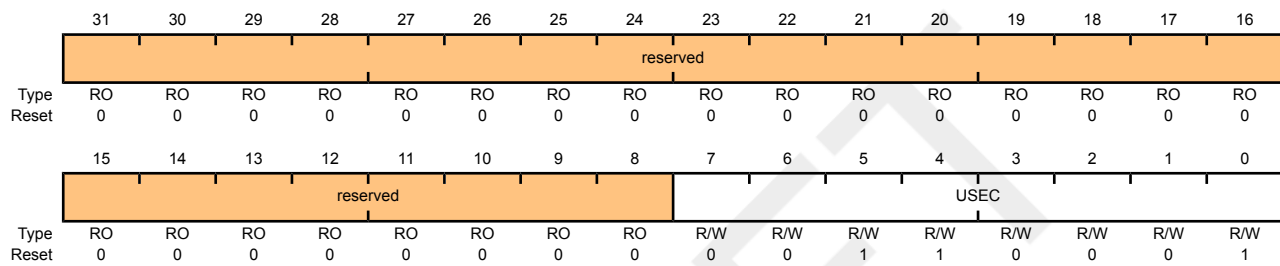 31 30 29 28 27 26 25 24 23 22 21 20 19 18 17 16
reserved
Type RO RO RO RO RO RO RO RO RO RO RO RO RO RO RO RO
Reset 0 0 0 0 0 0 0 0 0 0 0 0 0 0 0 0
15 14 13 12 11 10 9 8 7 6 5 4 3 2 1 0
reserved USEC
Type RO RO RO RO RO RO RO RO R/W R/W R/W R/W R/W R/W R/W R/W
Reset 0 0 0 0 0 0 0 0 0 0 1 1 0 0 0 1